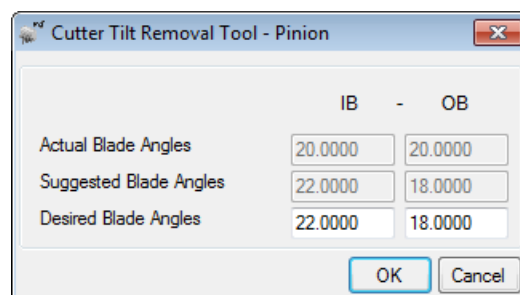 Cutter Tilt Removal Tool - Pinion
IB - OB
Actual Blade Angles 20.0000 20.0000
Suggested Blade Angles 22.0000 18.0000
Desired Blade Angles 22.0000 18.0000
OK Cancel